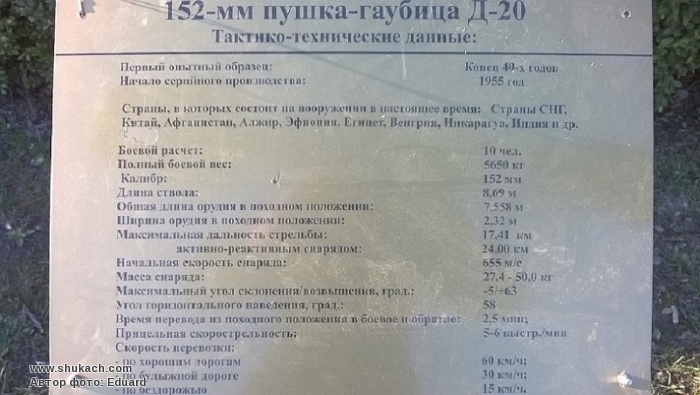 152-мм пушка-гаубица Д-20
Тактико-технические данные:
Первый опытный образец: Конец 40-х годов
Начало серийного производства: 1955 год
Страны, в которых состоит на вооружении в настоящее время: Страны СНГ,
Китай, Афганистан, Алжир, Эфиопия, Египет, Венгрия, Никарагуа, Индия и др.
Боевой расчет: 10 чел.
Полный боевой вес: 5650 кг
Калибр: 152 мм
Длина ствола: 8,69 м
Общая длина орудия в походном положении: 7,558 м
Ширина орудия в походном положении: 2,32 м
Максимальная дальность стрельбы: 17,41 км
активно-реактивным снарядом: 24,00 км
Начальная скорость снаряда: 655 м/с
Масса снаряда: 27,4 - 50,0 кг
Максимальный угол склонения/возвышения, град.: -5/+63
Угол горизонтального наведения, град.: 58
Время перевода из походного положения в боевое и обратно: 2,5 мин;
Прицельная скорострельность: 5-6 выстр./мин
Скорость перевозки:
- по хорошим дорогам 60 км/ч;
- по булыжной дороге 30 км/ч;
- по бездорожью 15 км/ч.
www.shukach.com
Автор фото: Eduard